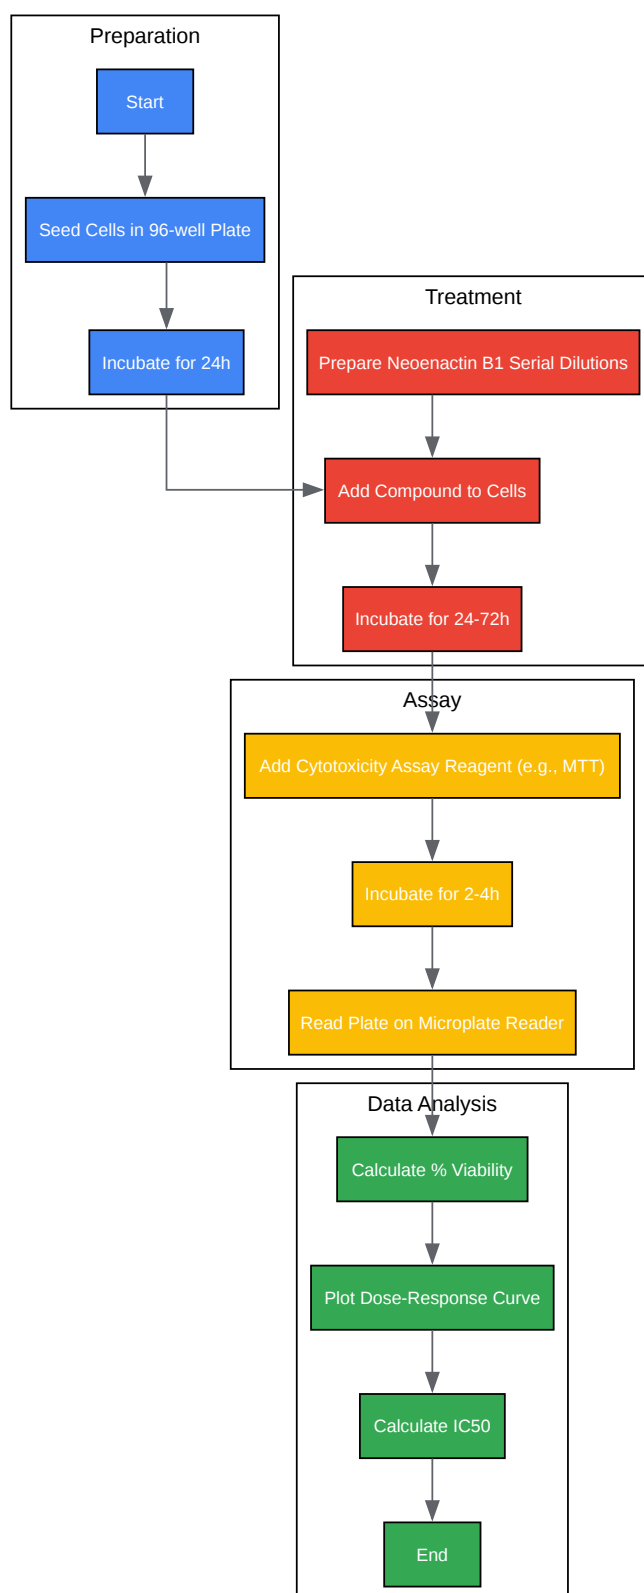 Preparation
Start
Seed Cells in 96-well Plate
Incubate for 24h
Treatment
Prepare Neoenactin B1 Serial Dilutions
Add Compound to Cells
Incubate for 24-72h
Assay
Add Cytotoxicity Assay Reagent (e.g., MTT)
Incubate for 2-4h
Read Plate on Microplate Reader
Data Analysis
Calculate % Viability
Plot Dose-Response Curve
Calculate IC50
End